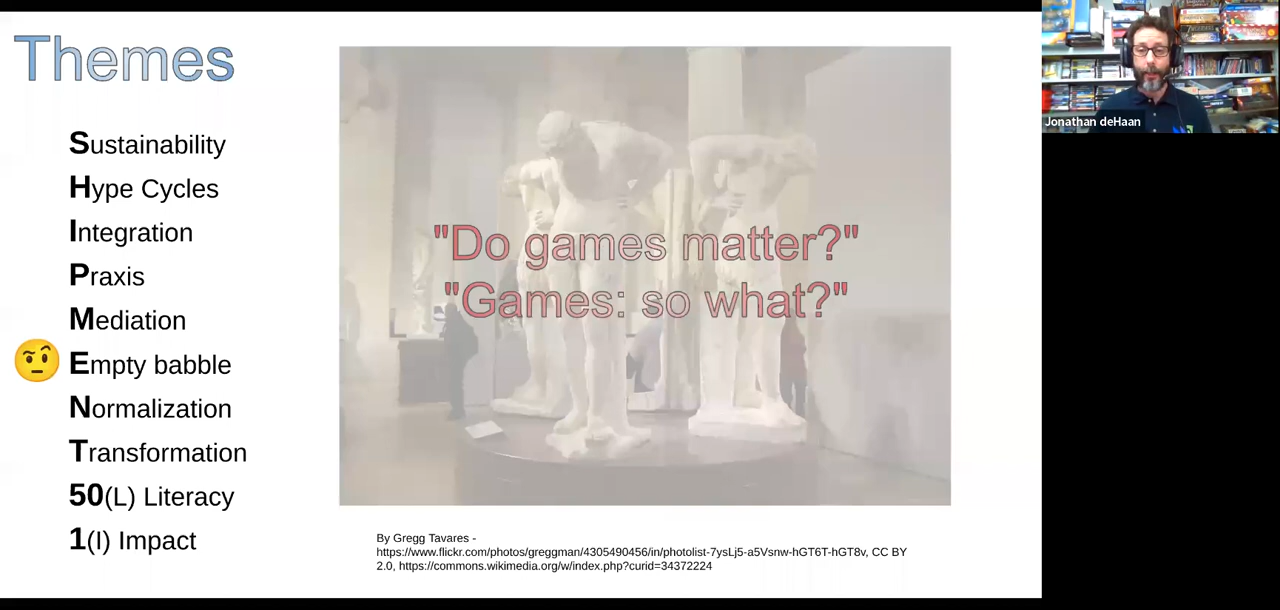 Themes
Sustainability
Hype Cycles
Integration
Praxis
Mediation
Empty babble
Normalization
Transformation
50(L) Literacy
1(I) Impact
"Do games matter?"
"Games: so what?"
By Gregg Tavares -
https://www.flickr.com/photos/greggman/4305490456/in/photolist-7ysLj5-a5Vsnw-hGT6T-hGT8v, CC BY
2.0, https://commons.wikimedia.org/w/index.php?curid=34372224
Jonathan deHaan